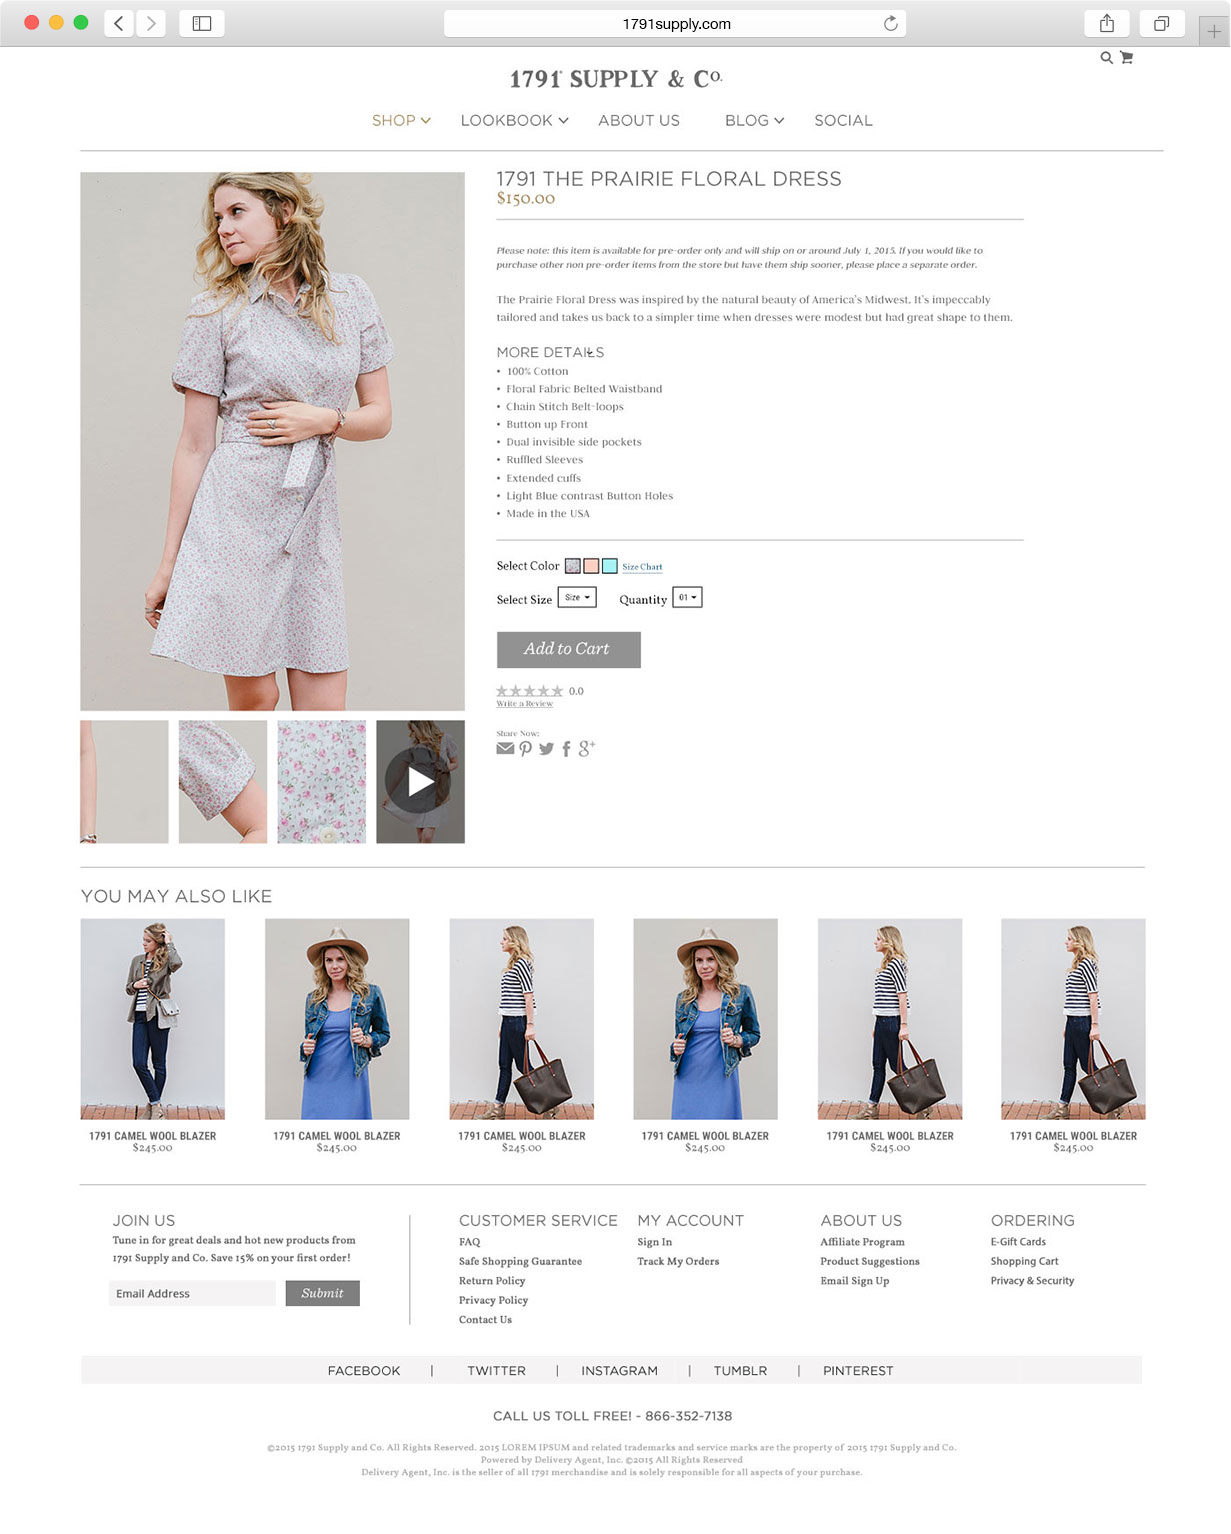 1791supply.com
1791 SUPPLY & Co.
SHOP LOOKBOOK ABOUT US BLOG SOCIAL
1791 THE PRAIRIE FLORAL DRESS
$150.00
Please note: this item is available for pre-order only and will ship on or around July 1, 2015. If you would like to
purchase other non pre-order items from the store but have them ship sooner, please place a separate order.
The Prairie Floral Dress was inspired by the natural beauty of America's Midwest. It's impeccably
tailored and takes us back to a simpler time when dresses were modest but had great shape to them.
MORE DETAILS
• 100% Cotton
• Floral Fabric Belted Waistband
• Chain Stitch Belt-loops
• Button up Front
• Dual invisible side pockets
• Ruffled Sleeves
• Extended cuffs
• Light Blue contrast Button Holes
• Made in the USA
Select Color Size Chart
Select Size Size Quantity 01
Add to Cart
0.0
Write a Review
Share Now:
YOU MAY ALSO LIKE
1791 CAMEL WOOL BLAZER
$245.00
1791 CAMEL WOOL BLAZER
$245.00
1791 CAMEL WOOL BLAZER
$245.00
1791 CAMEL WOOL BLAZER
$245.00
1791 CAMEL WOOL BLAZER
$245.00
1791 CAMEL WOOL BLAZER
$245.00
JOIN US
Tune in for great deals and hot new products from
1791 Supply and Co. Save 15% on your first order!
Email Address Submit
CUSTOMER SERVICE
FAQ
Safe Shopping Guarantee
Return Policy
Privacy Policy
Contact Us
MY ACCOUNT
Sign In
Track My Orders
ABOUT US
Affiliate Program
Product Suggestions
Email Sign Up
ORDERING
E-Gift Cards
Shopping Cart
Privacy & Security
FACEBOOK | TWITTER | INSTAGRAM | TUMBLR | PINTEREST
CALL US TOLL FREE! - 866-352-7138
©2015 1791 Supply and Co. All Rights Reserved. 2015 LOREM IPSUM and related trademarks and service marks are the property of 2015 1791 Supply and Co.
Powered by Delivery Agent, Inc. ©2015 All Rights Reserved
Delivery Agent, Inc. is the seller of all 1791 merchandise and is solely responsible for all aspects of your purchase.